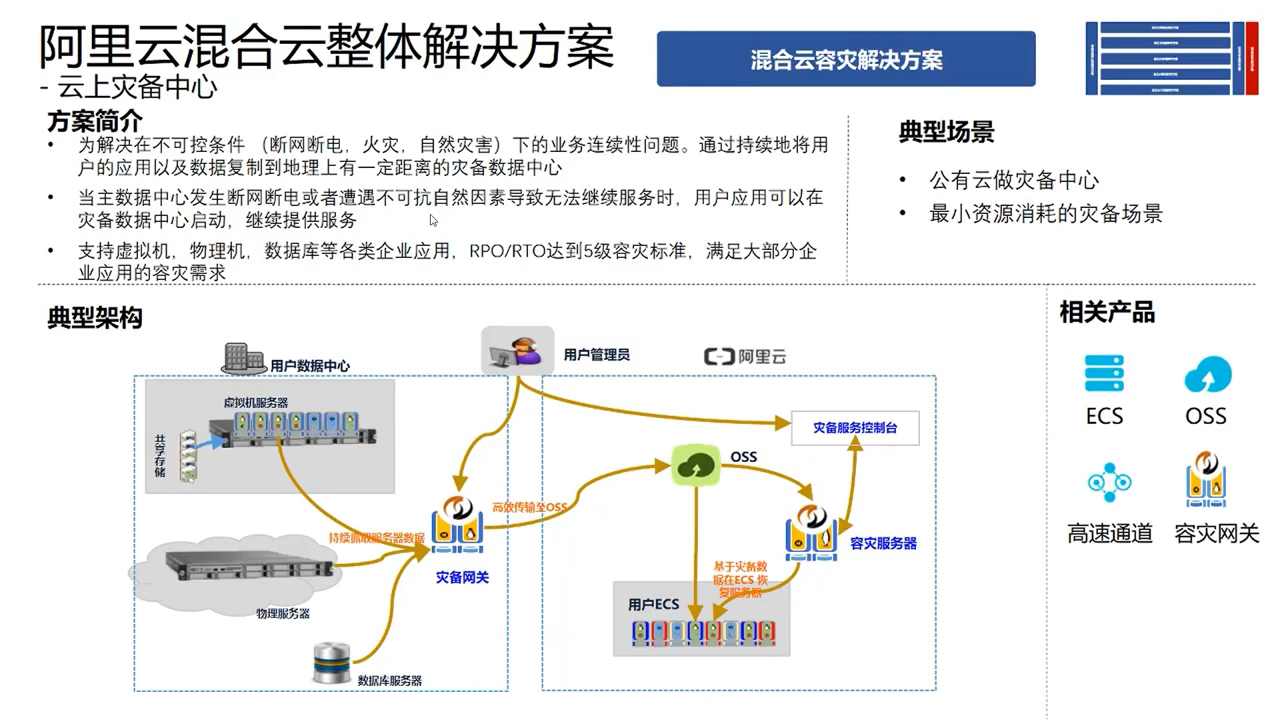 阿里云混合云整体解决方案
- 云上灾备中心
混合云容灾解决方案
方案简介
• 为解决在不可控条件 （断网断电，火灾，自然灾害）下的业务连续性问题。通过持续地将用
户的应用以及数据复制到地理上有一定距离的灾备数据中心
• 当主数据中心发生断网断电或者遭遇不可抗自然因素导致无法继续服务时，用户应用可以在
灾备数据中心启动，继续提供服务
• 支持虚拟机，物理机，数据库等各类企业应用，RPO/RTO达到5级容灾标准，满足大部分企
业应用的容灾需求
典型场景
• 公有云做灾备中心
• 最小资源消耗的灾备场景
典型架构
用户数据中心
用户管理员
阿里云
虚拟机服务器
共享存储
灾备服务控制台
OSS
高效传输至OSS
持续抓取服务器数据
灾备网关
容灾服务器
基于灾备数
据在ECS 恢
复服务器
用户ECS
物理服务器
数据库服务器
相关产品
ECS
OSS
高速通道
容灾网关